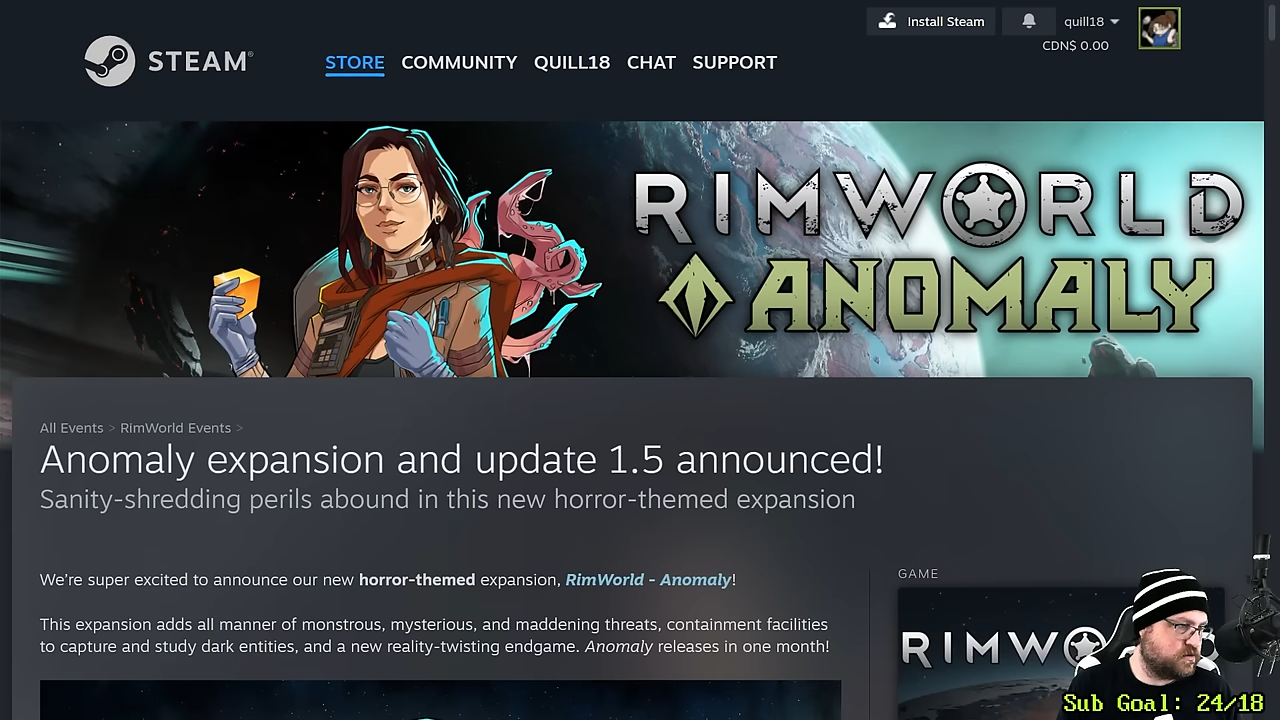 Install Steam
quill18
CDN$ 0.00
STEAM®
STORE COMMUNITY QUILL18 CHAT SUPPORT
RIMWORLD
ANOMALY
All Events > RimWorld Events >
Anomaly expansion and update 1.5 announced!
Sanity-shredding perils abound in this new horror-themed expansion
We're super excited to announce our new horror-themed expansion, RimWorld - Anomaly!
This expansion adds all manner of monstrous, mysterious, and maddening threats, containment facilities
to capture and study dark entities, and a new reality-twisting endgame. Anomaly releases in one month!
GAME
RIMW
Sub Goal: 24/18